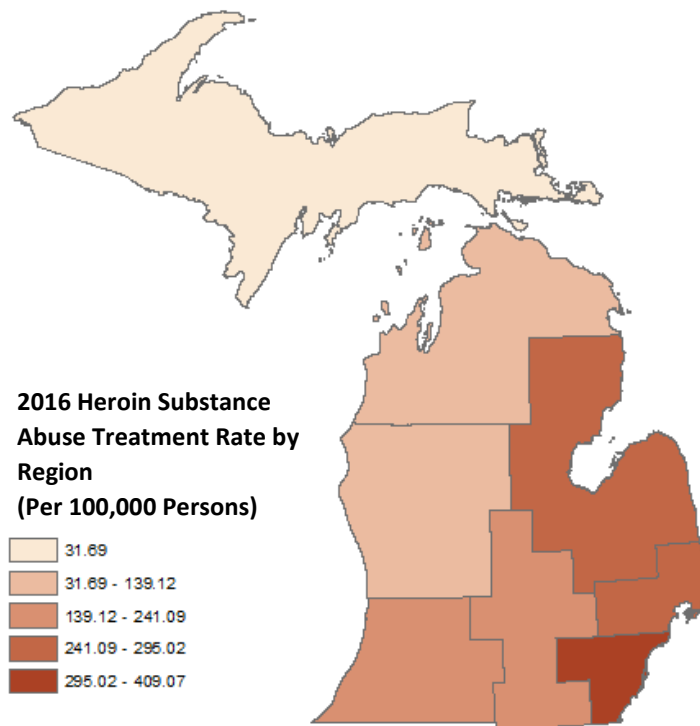 2016 Heroin Substance
Abuse Treatment Rate by
Region
(Per 100,000 Persons)
31.69
31.69 - 139.12
139.12 - 241.09
241.09 - 295.02
295.02 - 409.07